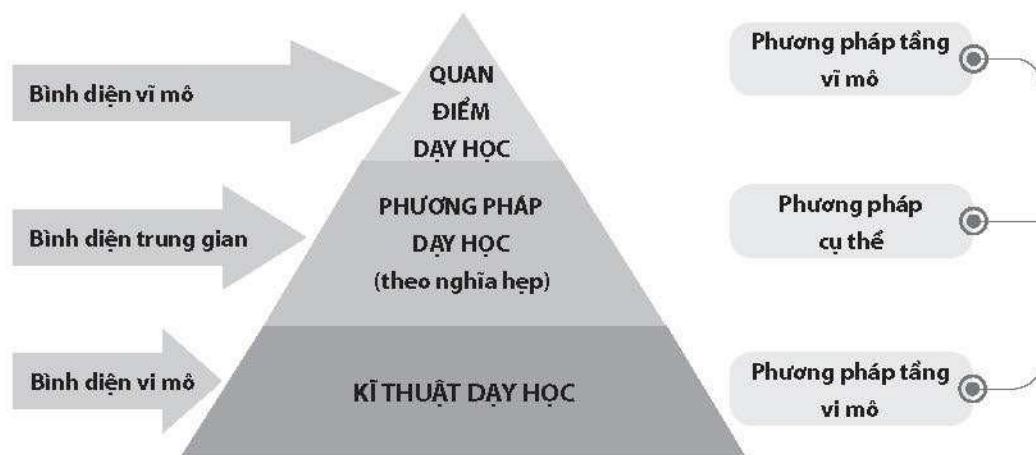 Bình diện vĩ mô
QUAN
ĐIỂM
DẠY HỌC
Phương pháp tầng
vĩ mô
Bình diện trung gian
PHƯƠNG PHÁP
DẠY HỌC
(theo nghĩa hẹp)
Phương pháp
cụ thể
Bình diện vi mô
KĨ THUẬT DẠY HỌC
Phương pháp tầng
vi mô